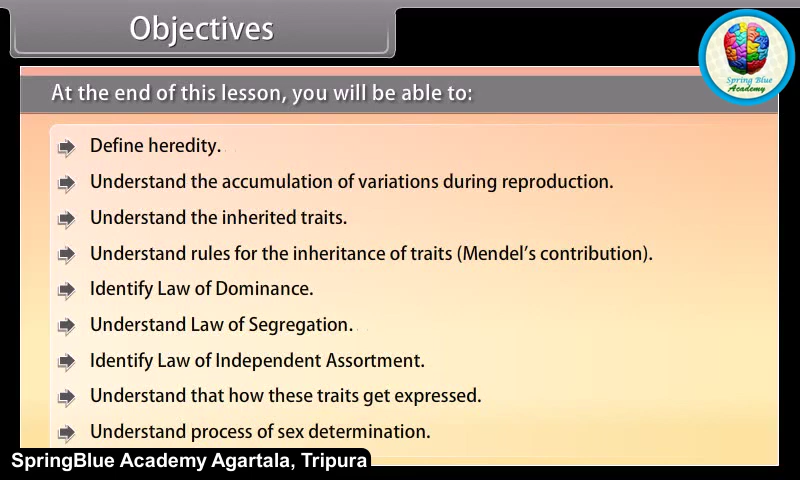 Objectives
Spring Blue
Academy
At the end of this lesson, you will be able to:
Define heredity.
Understand the accumulation of variations during reproduction.
Understand the inherited traits.
Understand rules for the inheritance of traits (Mendel’s contribution).
Identify Law of Dominance.
Understand Law of Segregation.
Identify Law of Independent Assortment.
Understand that how these traits get expressed.
Understand process of sex determination.
SpringBlue Academy Agartala, Tripura